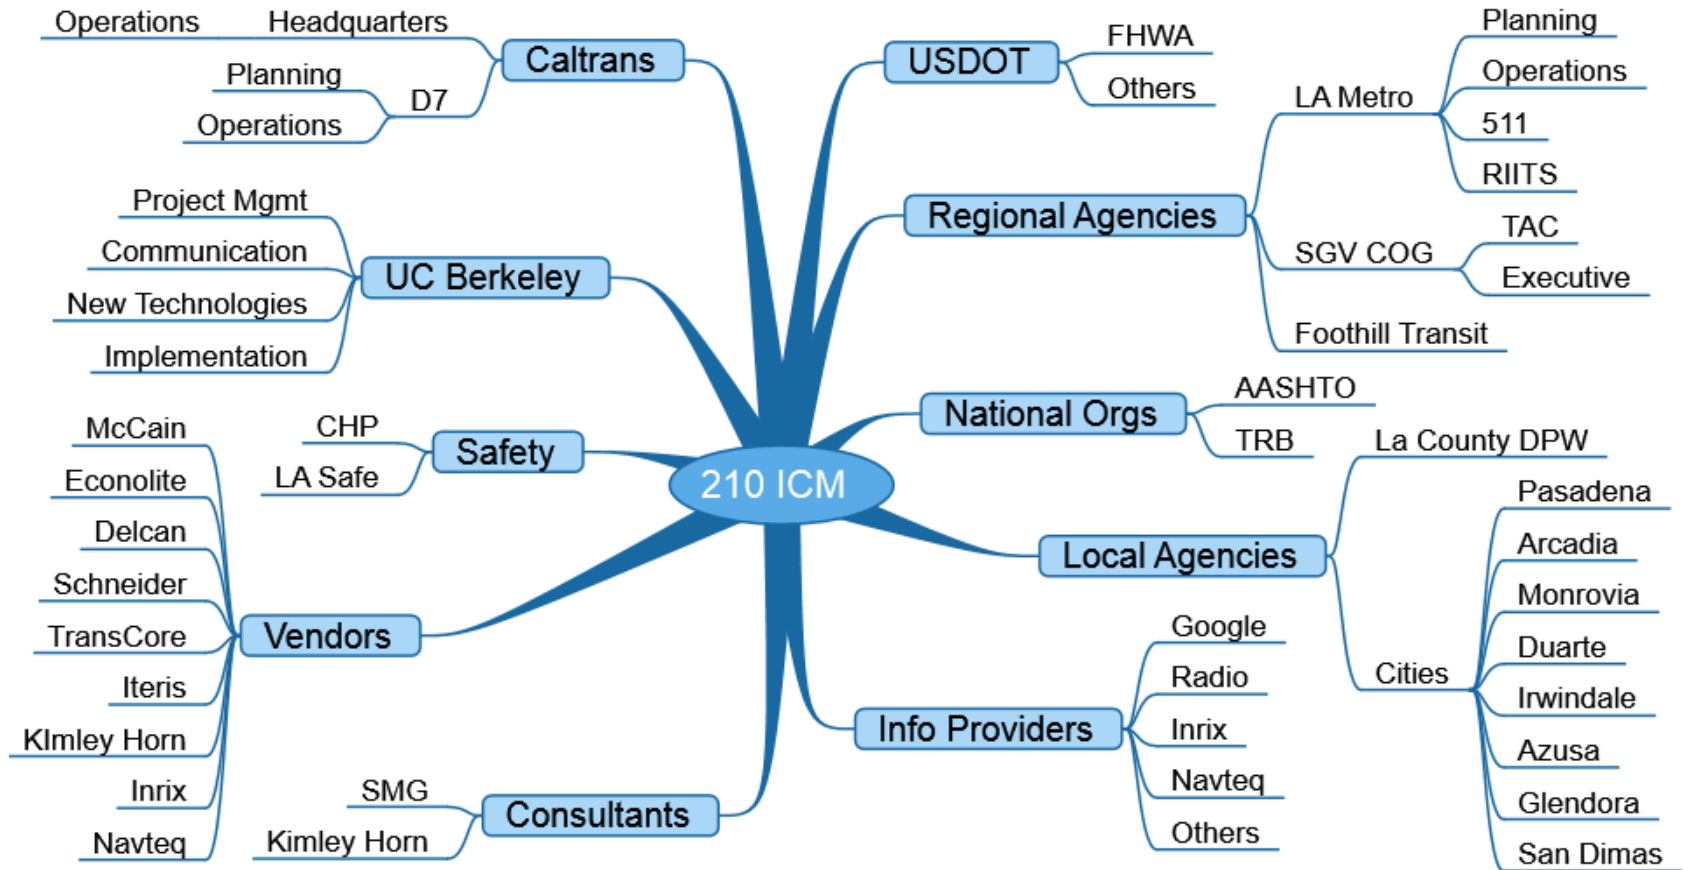 210 ICM
Caltrans
Headquarters
Operations
D7
Planning
Operations
UC Berkeley
Project Mgmt
Communication
New Technologies
Implementation
Safety
CHP
LA Safe
Vendors
McCain
Econolite
Delcan
Schneider
TransCore
Iteris
KImley Horn
Inrix
Navteq
Consultants
SMG
Kimley Horn
USDOT
FHWA
Others
Regional Agencies
LA Metro
Planning
Operations
511
RIITS
SGV COG
TAC
Executive
Foothill Transit
National Orgs
AASHTO
TRB
Local Agencies
La County DPW
Cities
Pasadena
Arcadia
Monrovia
Duarte
Irwindale
Azusa
Glendora
San Dimas
Info Providers
Google
Radio
Inrix
Navteq
Others